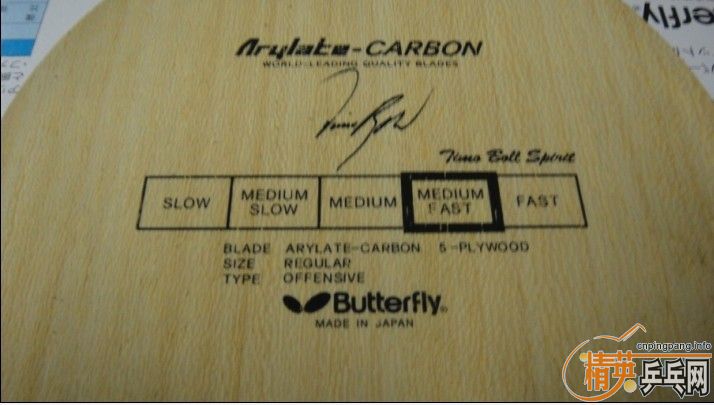 Arylate-CARBON
WORLD-LEADING QUALITY BLADES
Timo Boll Spirit
SLOW
MEDIUM SLOW
MEDIUM
MEDIUM FAST
FAST
BLADE ARYLATE-CARBON 5-PLYWOOD
SIZE REGULAR
TYPE OFFENSIVE
Butterfly®
MADE IN JAPAN
cnpingpang.info
精英乒乓网